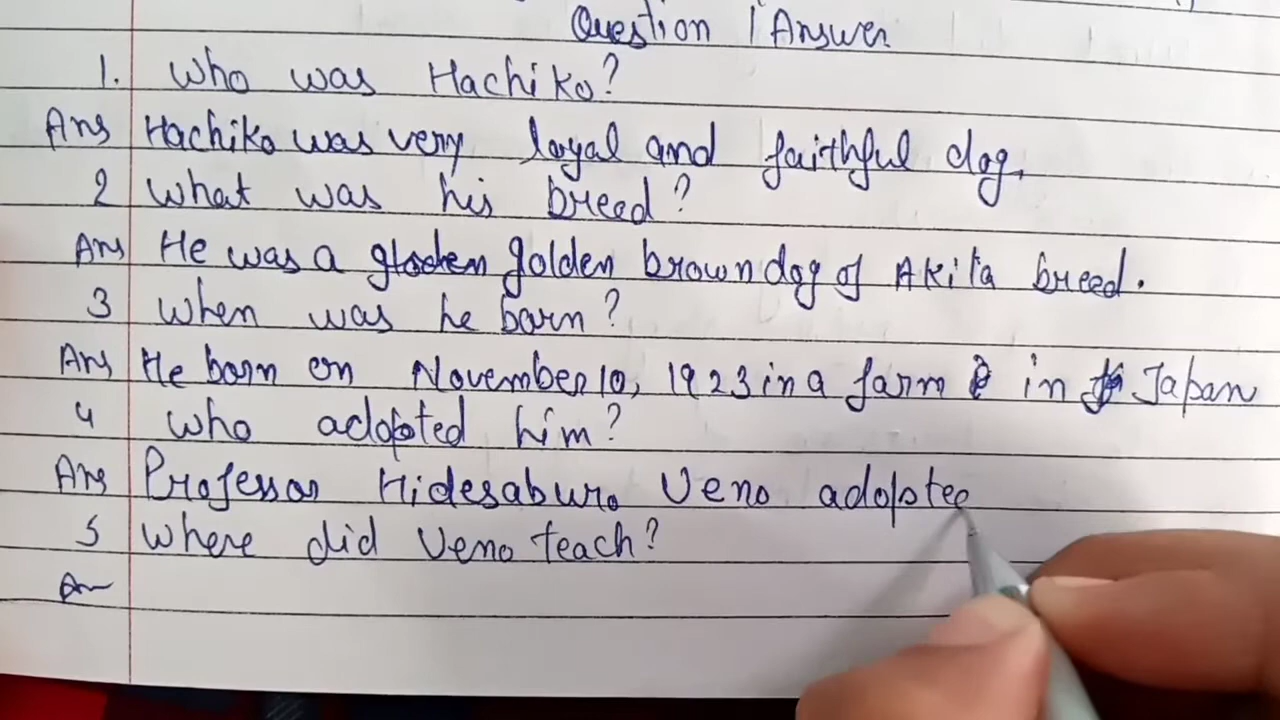 Question | Answer
1. Who was Hachiko?
Ans Hachiko was very loyal and faithful dog.
2 What was his breed?
Ans He was a golden brown dog of Akita breed.
3 When was he born?
Ans He born on November 10, 1923 in a farm in Japan
4 Who adopted him?
Ans Professor Hidesaburo Ueno adopte
5 Where did Ueno teach?
An